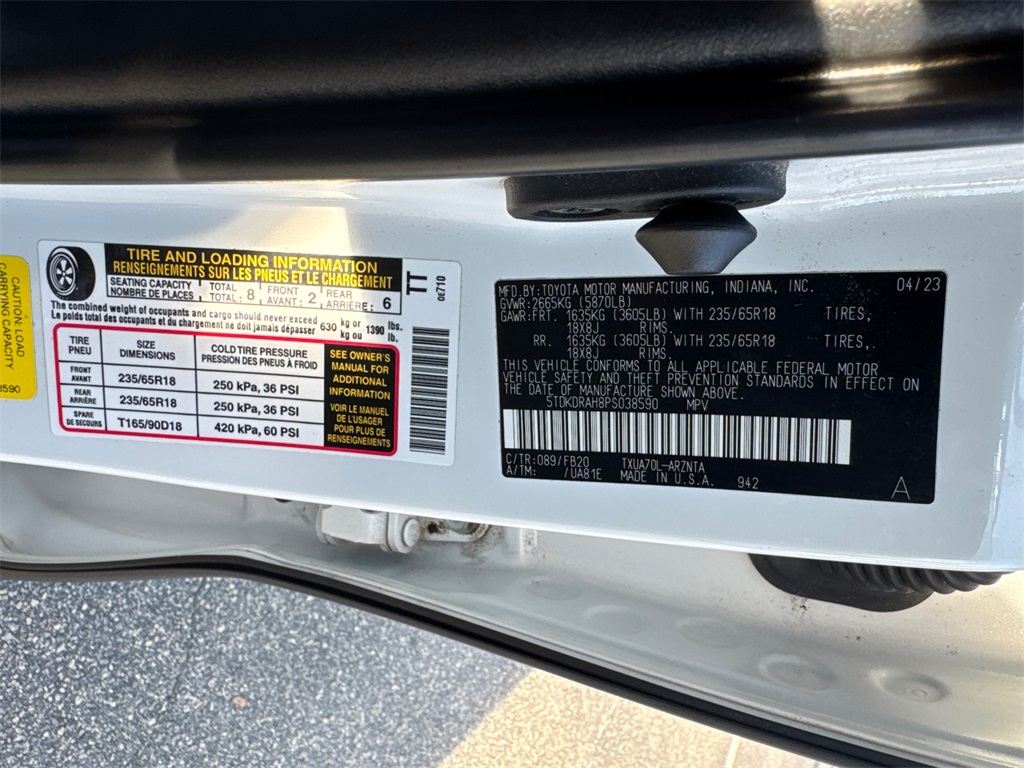 CAUTION: LOAD
CARRYING CAPACITY
8590
TIRE AND LOADING INFORMATION
RENSEIGNEMENTS SUR LES PNEUS ET LE CHARGEMENT
SEATING CAPACITY
NOMBRE DE PLACES
TOTAL
TOTAL : 8
FRONT
AVANT : 2
REAR
ARRIÈRE : 6
TT
0E710
The combined weight of occupants and cargo should never exceed
Le poids total des occupants et du chargement ne doit jamais dépasser
630 kg or
kg ou
1390 lbs.
lb.
TIRE
PNEU
SIZE
DIMENSIONS
COLD TIRE PRESSURE
PRESSION DES PNEUS À FROID
FRONT
AVANT
235/65R18
250 kPa, 36 PSI
REAR
ARRIÈRE
235/65R18
250 kPa, 36 PSI
SPARE
DE SECOURS
T165/90D18
420 kPa, 60 PSI
SEE OWNER'S
MANUAL FOR
ADDITIONAL
INFORMATION
VOIR LE MANUEL
DE L'USAGER
POUR PLUS DE
RENSEIGNEMENTS
MFD.BY:TOYOTA MOTOR MANUFACTURING, INDIANA, INC. 04/23
GVWR:2665KG (5870LB)
GAWR:FRT. 1635KG (3605LB) WITH 235/65R18 TIRES,
18X8J RIMS.
RR. 1635KG (3605LB) WITH 235/65R18 TIRES,
18X8J RIMS.
THIS VEHICLE CONFORMS TO ALL APPLICABLE FEDERAL MOTOR
VEHICLE SAFETY AND THEFT PREVENTION STANDARDS IN EFFECT ON
THE DATE OF MANUFACTURE SHOWN ABOVE.
5TDKDRAH8PS038590 MPV
C/TR:089/FB20 TXUA70L-ARZNTA
A/TM: /UA81E MADE IN U.S.A. 942 A